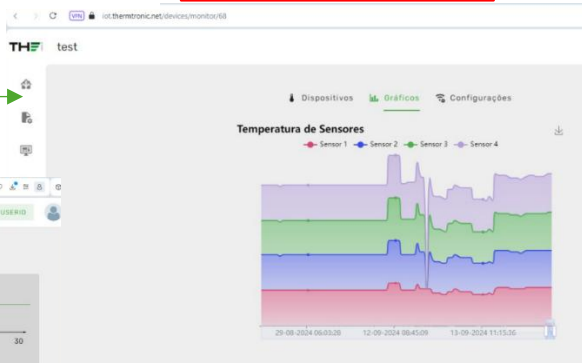 VPN iot.thermtronic.net/devices/monitor/68
test
Dispositivos Gráficos Configurações
Temperatura de Sensores
Sensor 1 Sensor 2 Sensor 3 Sensor 4
USERIO
29-08-2024 06:03:28 12-09-2024 08:45:09 13-09-2024 11:15:36
30